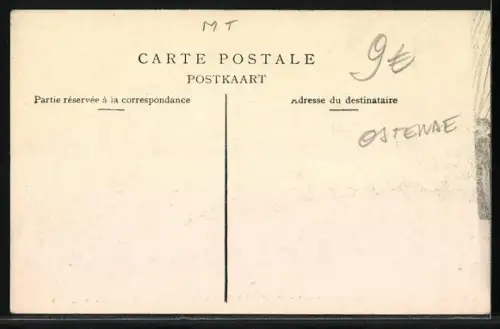 MT
CARTE POSTALE
POSTKAART
9€
Partie réservée à la correspondance
Adresse du destinataire
OSTENDE